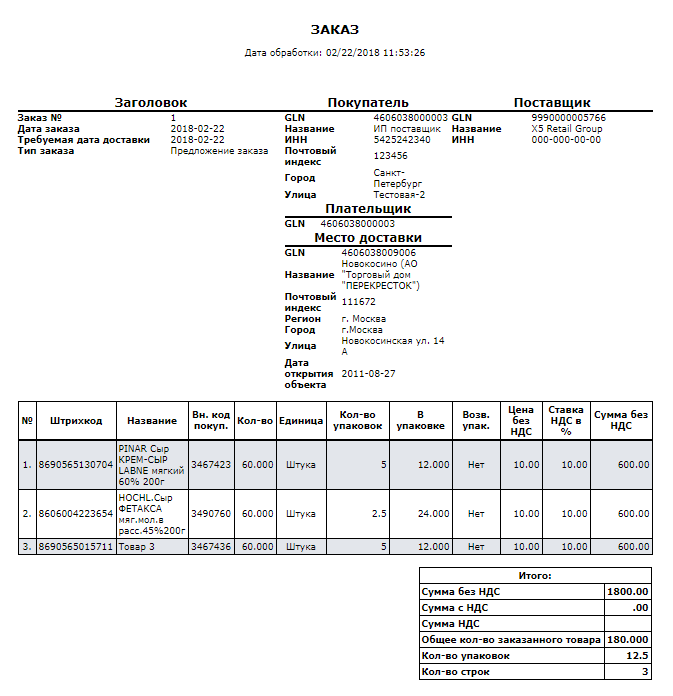 ЗАКАЗ
Дата обработки: 02/22/2018 11:53:26
Заголовок
Заказ № 1
Дата заказа 2018-02-22
Требуемая дата доставки 2018-02-22
Тип заказа Предложение заказа
Покупатель
GLN 4606038000003
Название ИП поставщик
ИНН 5425242340
Почтовый
индекс 123456
Город Санкт-
Петербург
Улица Тестовая-2
Поставщик
GLN 9990000005766
Название X5 Retail Group
ИНН 000-000-00-00
Плательщик
GLN 4606038000003
Место доставки
GLN 4606038009006
Название Новокосино (АО
"Торговый дом
"ПЕРЕКРЕСТОК")
Почтовый
индекс 111672
Регион г. Москва
Город г.Москва
Улица Новокосинская ул. 14
А
Дата
открытия
объекта 2011-08-27
№ Штрихкод Название Вн. код покуп. Кол-во Единица Кол-во упаковок В упаковке Возв. упак. Цена без НДС Ставка НДС в % Сумма без НДС
1. 8690565130704 PINAR Сыр КРЕМ-СЫР LABNE мягкий 60% 200г 3467423 60.000 Штука 5 12.000 Нет 10.00 10.00 600.00
2. 8606004223654 HOCHL.Сыр ФЕТАКСА мяг.мол.в расс.45%200г 3490760 60.000 Штука 2.5 24.000 Нет 10.00 10.00 600.00
3. 8690565015711 Товар 3 3467436 60.000 Штука 5 12.000 Нет 10.00 10.00 600.00
Итого:
Сумма без НДС 1800.00
Сумма с НДС .00
Сумма НДС
Общее кол-во заказанного товара 180.000
Кол-во упаковок 12.5
Кол-во строк 3